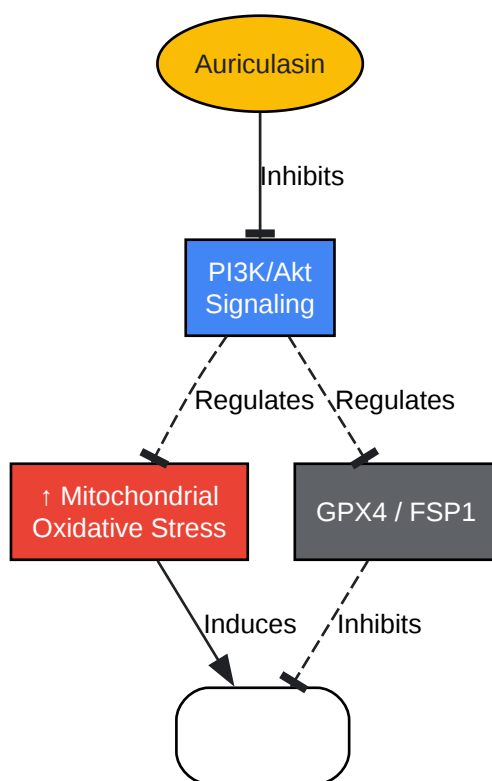 Auriculasin
Inhibits
PI3K/Akt
Signaling
Regulates
Regulates
↑ Mitochondrial
Oxidative Stress
GPX4 / FSP1
Induces
Inhibits